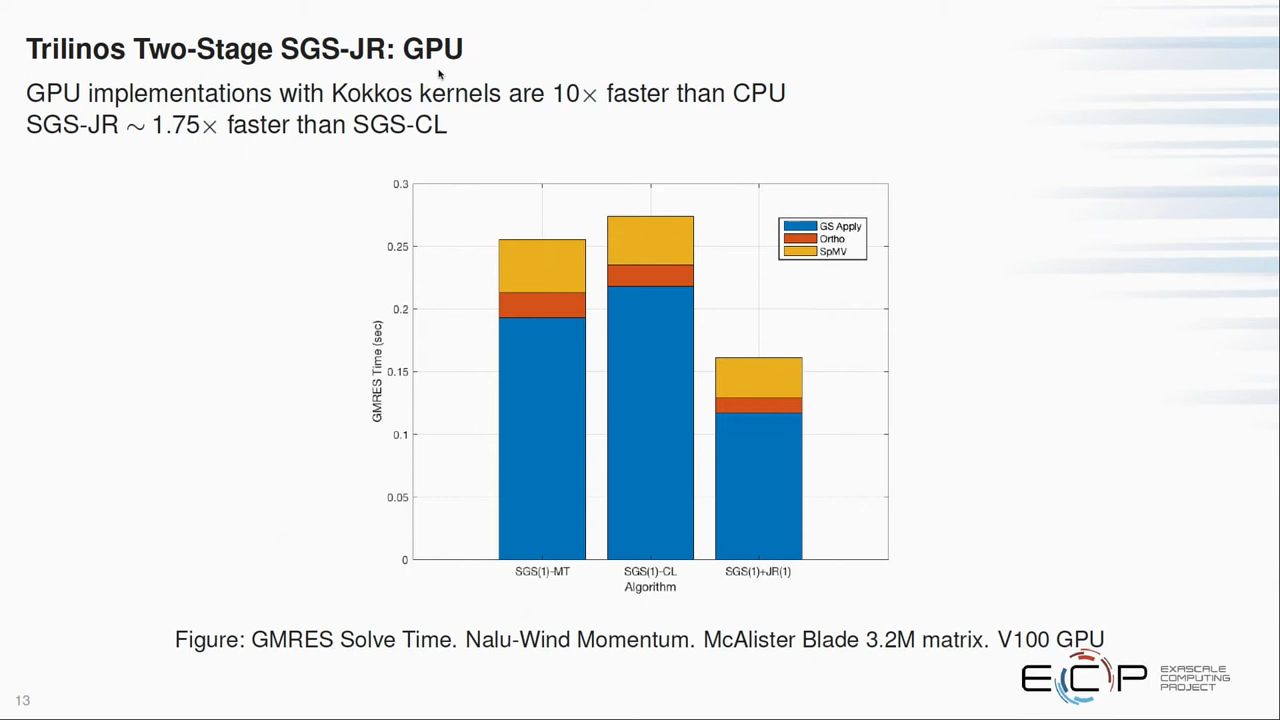 Trilinos Two-Stage SGS-JR: GPU
GPU implementations with Kokkos kernels are 10× faster than CPU
SGS-JR ∼ 1.75× faster than SGS-CL
0.3
0.25
0.2
0.15
0.1
0.05
0
GMRES Time (sec)
GS Apply
Ortho
SpMV
SGS(1)-MT SGS(1)-CL SGS(1)+JR(1)
Algorithm
Figure: GMRES Solve Time. Nalu-Wind Momentum. McAlister Blade 3.2M matrix. V100 GPU
ECP
EXASCALE
COMPUTING
PROJECT
13